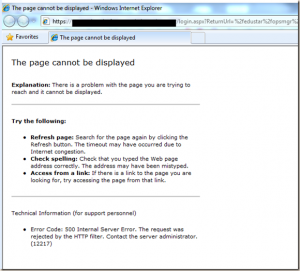 The page cannot be displayed - Windows Internet Explorer
https://
/login.aspx?ReturnUrl=%2fedustar%2fopsmgr%2
Favorites
The page cannot be displayed
The page cannot be displayed
Explanation: There is a problem with the page you are trying to
reach and it cannot be displayed.
Try the following:
• Refresh page: Search for the page again by clicking the
Refresh button. The timeout may have occurred due to
Internet congestion.
• Check spelling: Check that you typed the Web page
address correctly. The address may have been mistyped.
• Access from a link: If there is a link to the page you are
looking for, try accessing the page from that link.
Technical Information (for support personnel)
• Error Code: 500 Internal Server Error. The request was
rejected by the HTTP filter. Contact the server administrator.
(12217)